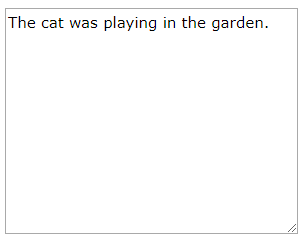 The cat was playing in the garden.